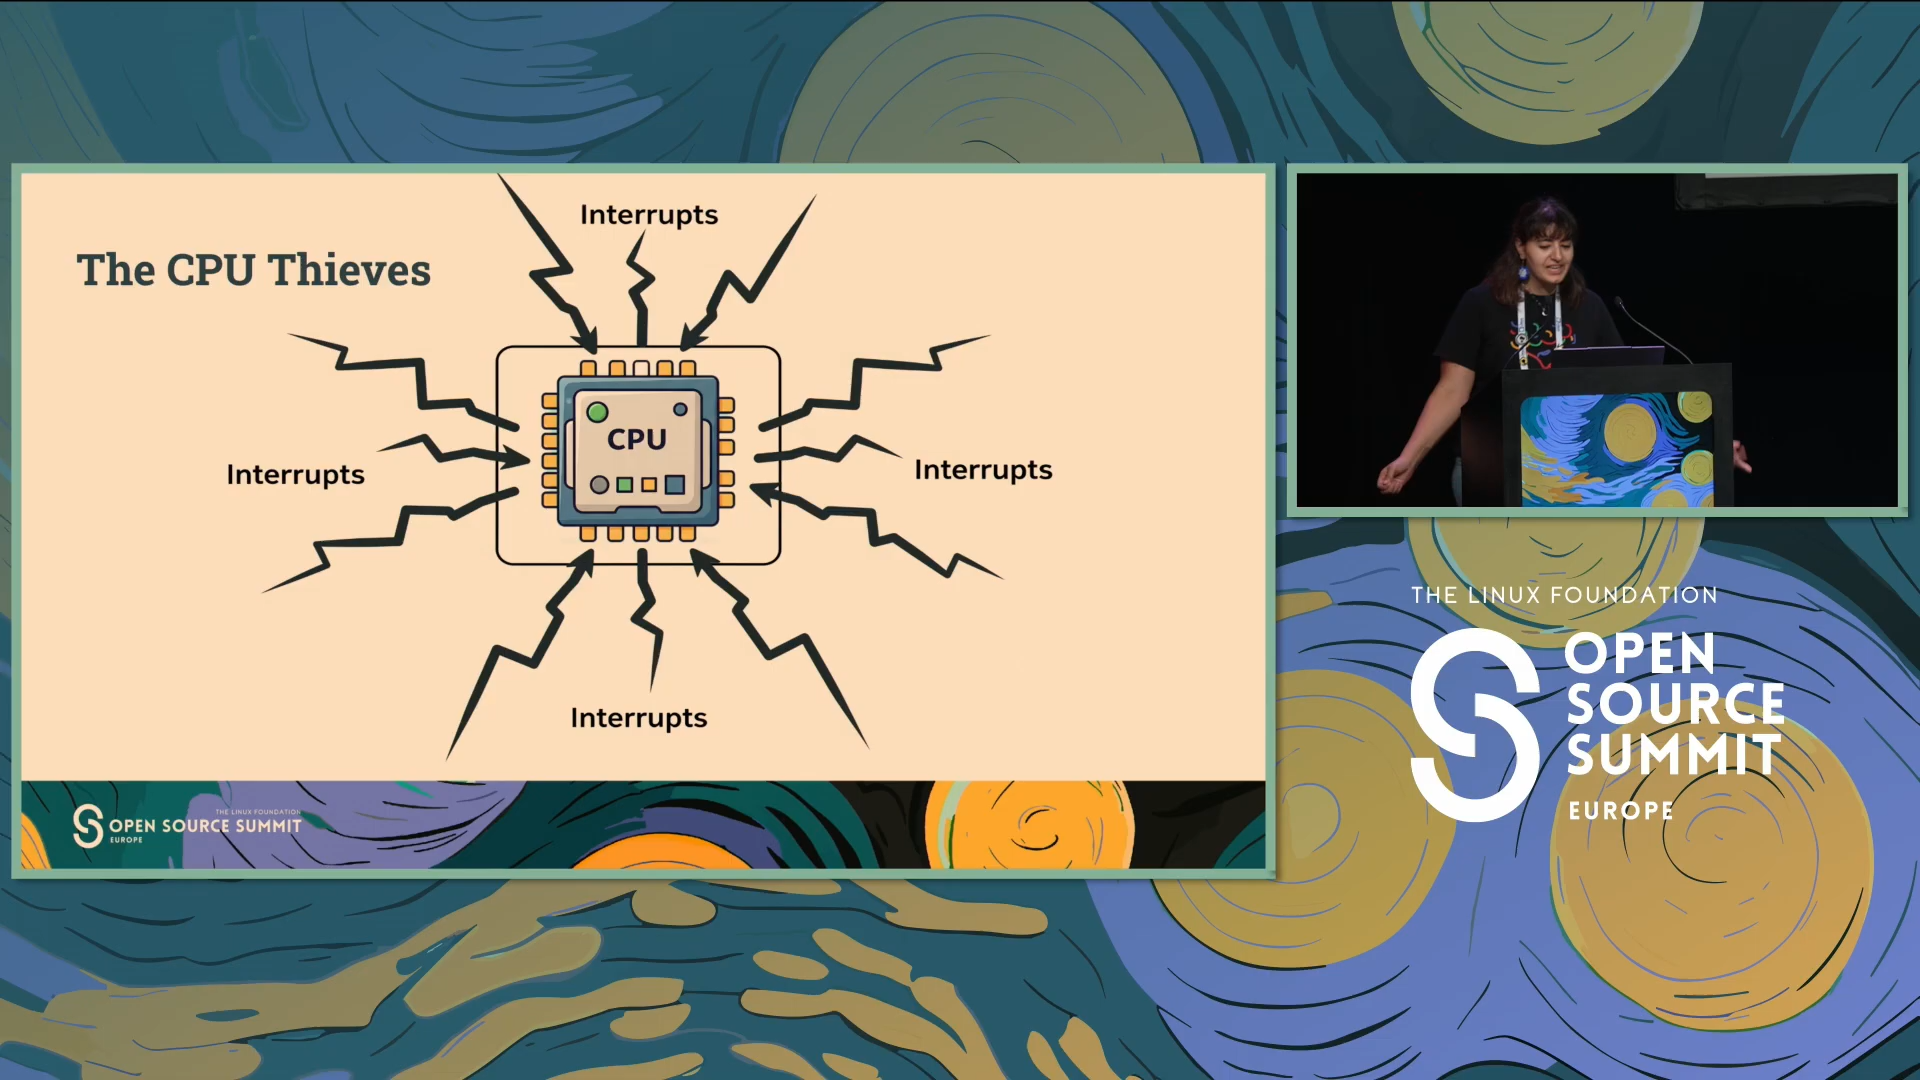 Interrupts
The CPU Thieves
CPU
Interrupts
Interrupts
Interrupts
THE LINUX FOUNDATION
OPEN SOURCE SUMMIT
EUROPE
THE LINUX FOUNDATION
OPEN
SOURCE
SUMMIT
EUROPE